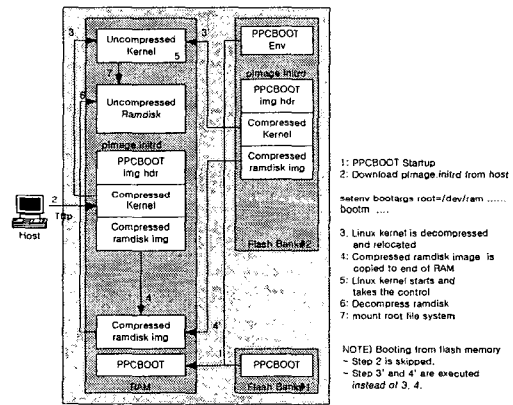 3
Uncompressed
Kernel
5
3
PPCBOOT
Env
7
pImage.initrd
6
Uncompressed
Ramdisk
PPCBOOT
img hdr
Compressed
Kernel
Compressed
ramdisk img
pImage.initrd
PPCBOOT
img hdr
2
Compressed
Kernel
Tftp
Host
Compressed
ramdisk img
Flash Bank#2
4
Compressed
ramdisk img
4'
PPCBOOT
1
PPCBOOT
RAM
Flash Bank#1
1: PPCBOOT Startup
2: Download pImage.initrd from host
setenv bootargs root=/dev/ram ......
bootm ....
3. Linux kernel is decompressed
and relocated
4: Compressed ramdisk image is
copied to end of RAM
5: Linux kernel starts and
takes the control
6: Decompress ramdisk
7: mount root file system
NOTE) Booting from flash memory
- Step 2 is skipped.
- Step 3' and 4' are executed
instead of 3, 4.